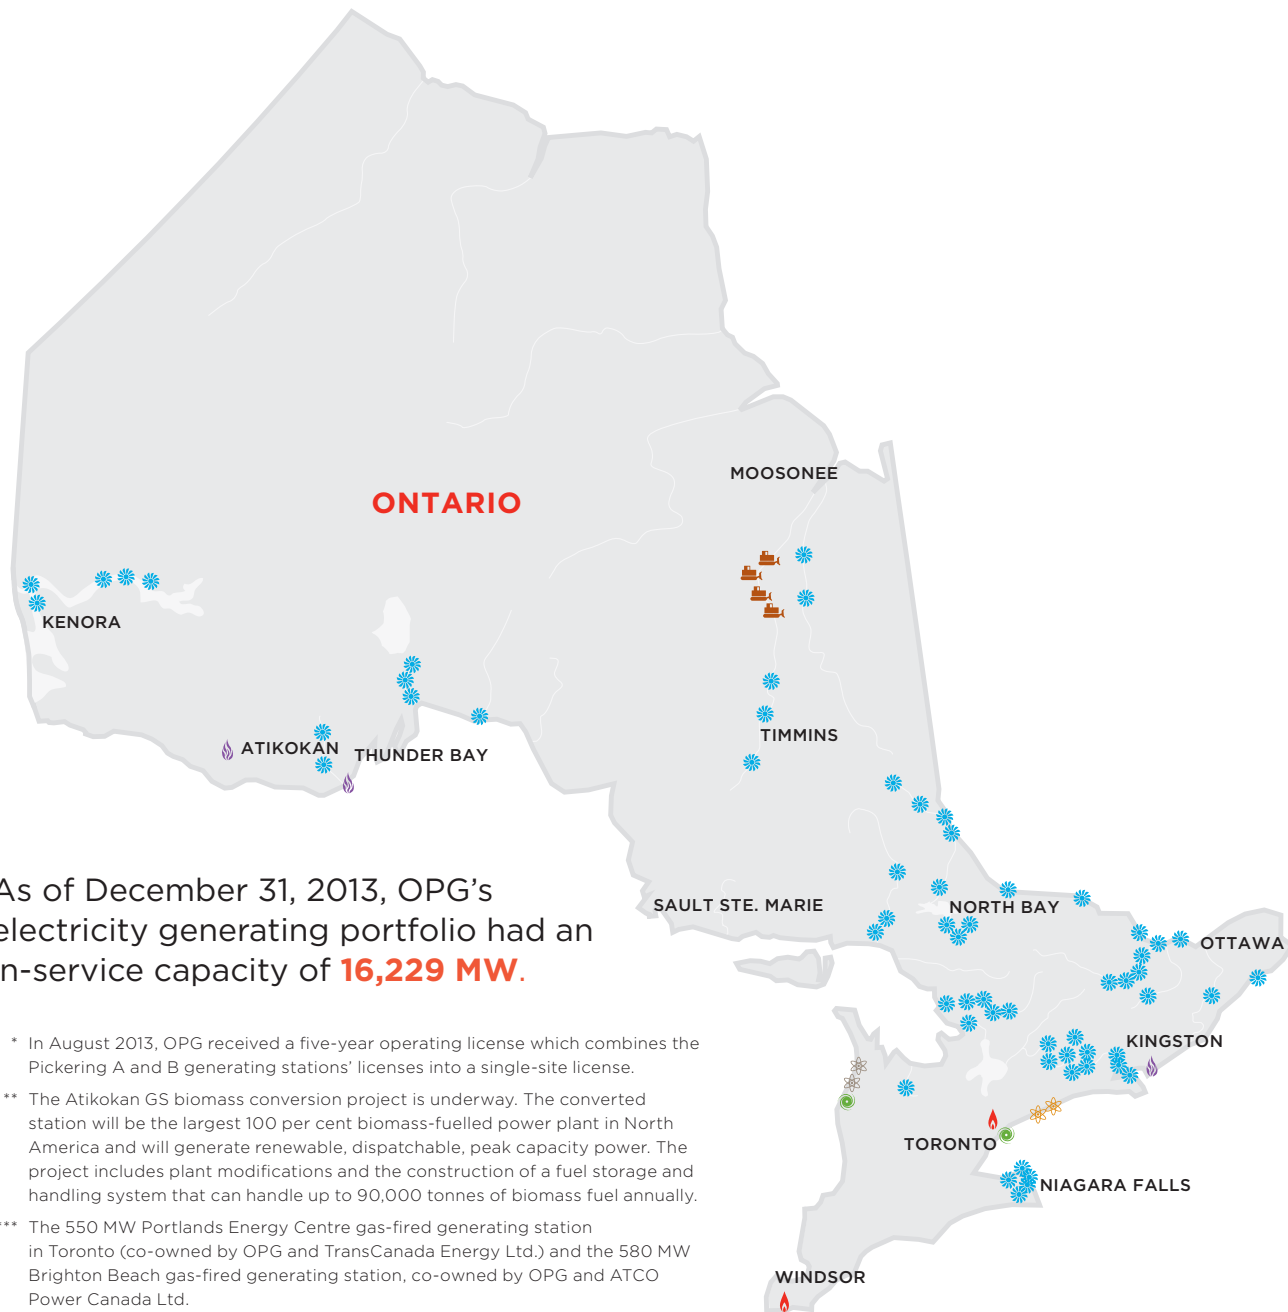 MOOSONEE
ONTARIO
KENORA
TIMMINS
ATIKOKAN
THUNDER BAY
As of December 31, 2013, OPG’s
electricity generating portfolio had an
in-service capacity of 16,229 MW.
SAULT STE. MARIE
NORTH BAY
OTTAWA
KINGSTON
TORONTO
NIAGARA FALLS
WINDSOR
* In August 2013, OPG received a five-year operating license which combines the
Pickering A and B generating stations’ licenses into a single-site license.
** The Atikokan GS biomass conversion project is underway. The converted
station will be the largest 100 per cent biomass-fuelled power plant in North
America and will generate renewable, dispatchable, peak capacity power. The
project includes plant modifications and the construction of a fuel storage and
handling system that can handle up to 90,000 tonnes of biomass fuel annually.
*** The 550 MW Portlands Energy Centre gas-fired generating station
in Toronto (co-owned by OPG and TransCanada Energy Ltd.) and the 580 MW
Brighton Beach gas-fired generating station, co-owned by OPG and ATCO
Power Canada Ltd.